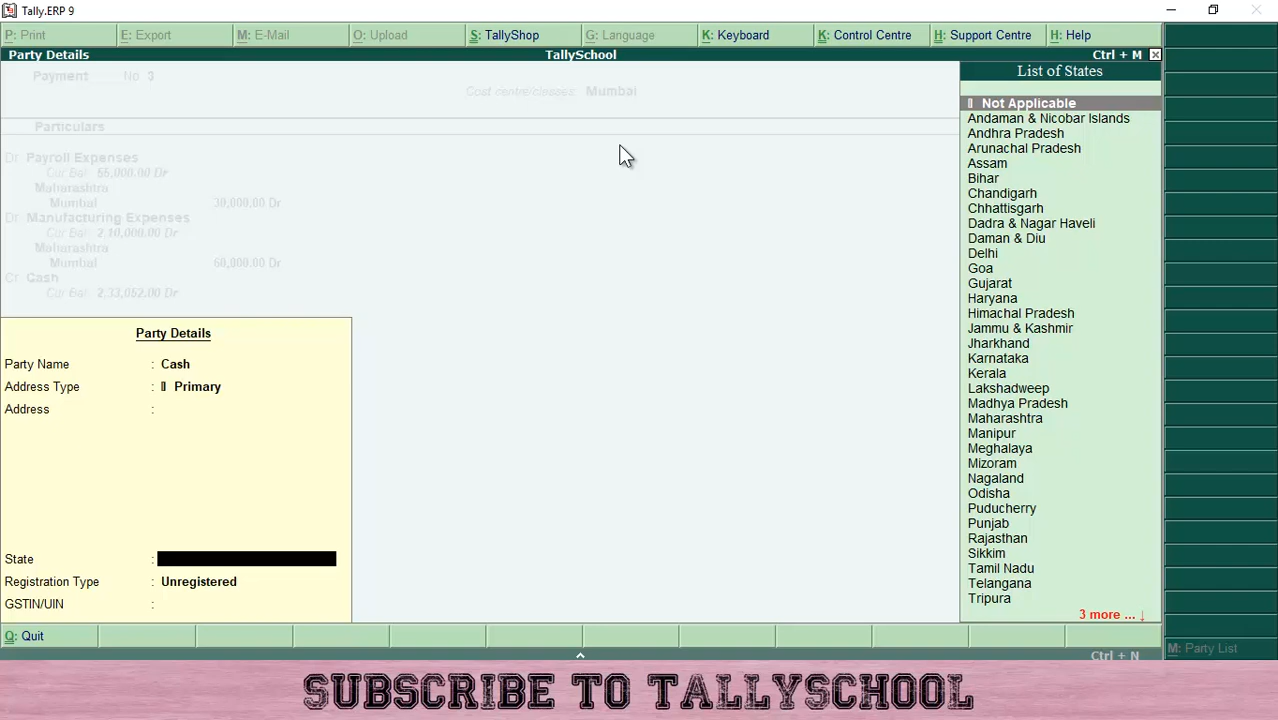 Tally.ERP 9
P: Print E: Export M: E-Mail O: Upload S: TallyShop G: Language K: Keyboard K: Control Centre H: Support Centre H: Help
Party Details TallySchool Ctrl + M
Payment No. 3
Cost centre/classes: Mumbai
Particulars
Dr Payroll Expenses
Cur Bal: 55,000.00 Dr
Maharashtra
Mumbai 30,000.00 Dr
Dr Manufacturing Expenses
Cur Bal: 2,10,000.00 Dr
Maharashtra
Mumbai 60,000.00 Dr
Cr Cash
Cur Bal: 2,33,052.00 Dr
Party Details
Party Name : Cash
Address Type : Primary
Address :
State :
Registration Type : Unregistered
GSTIN/UIN :
List of States
Not Applicable
Andaman & Nicobar Islands
Andhra Pradesh
Arunachal Pradesh
Assam
Bihar
Chandigarh
Chhattisgarh
Dadra & Nagar Haveli
Daman & Diu
Delhi
Goa
Gujarat
Haryana
Himachal Pradesh
Jammu & Kashmir
Jharkhand
Karnataka
Kerala
Lakshadweep
Madhya Pradesh
Maharashtra
Manipur
Meghalaya
Mizoram
Nagaland
Odisha
Puducherry
Punjab
Rajasthan
Sikkim
Tamil Nadu
Telangana
Tripura
3 more ... ↓
Q: Quit
M: Party List
Ctrl + N
SUBSCRIBE TO TALLYSCHOOL